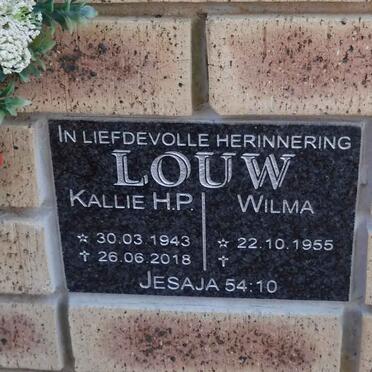 IN LIEFDEVOLLE HERINNERING
LOUW
KALLIE H.P.
☆ 30.03 1943
✝ 26.06.2018
WILMA
☆ 22.10.1955
✝
JESAJA 54:10